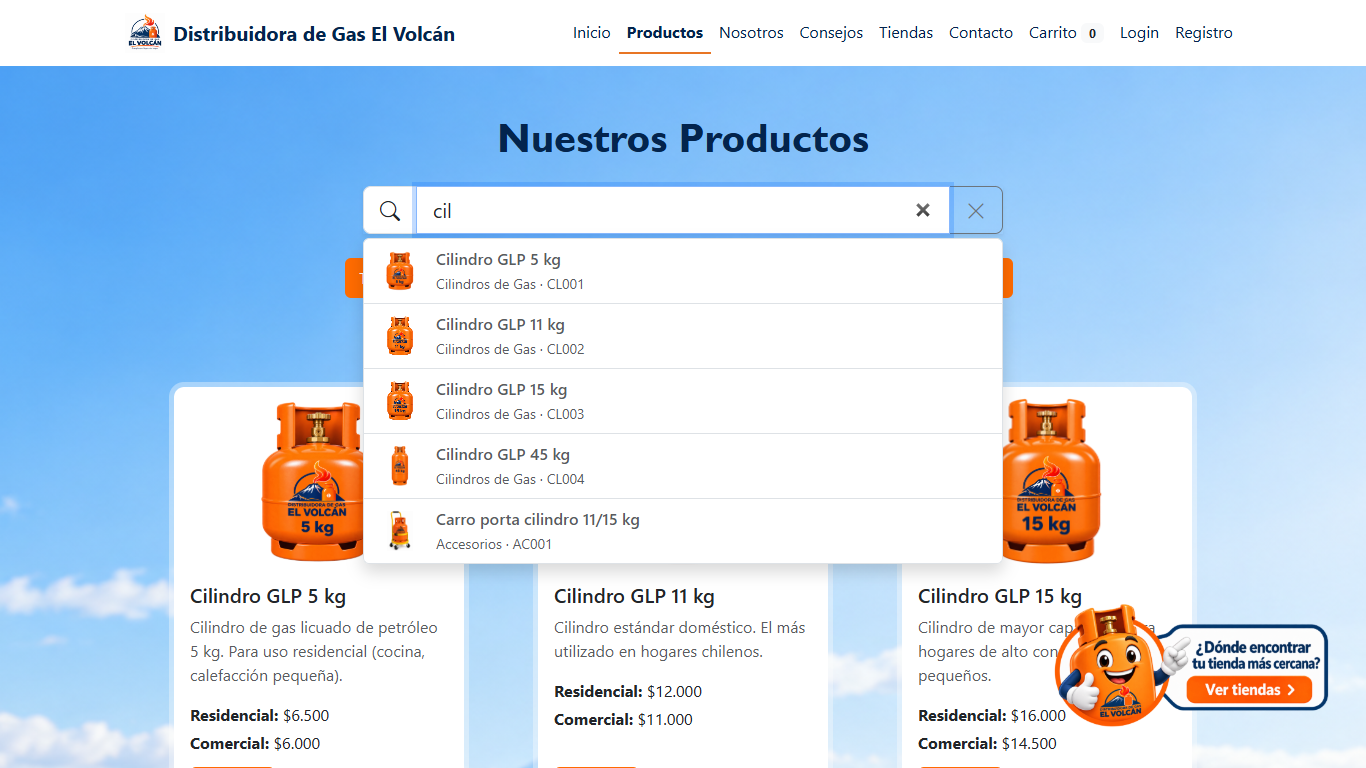 EL VOLCÁN
Distribuidora de Gas El Volcán
Inicio
Productos
Nosotros
Consejos
Tiendas
Contacto
Carrito 0
Login
Registro
Nuestros Productos
cil
Cilindro GLP 5 kg
Cilindros de Gas · CL001
Cilindro GLP 11 kg
Cilindros de Gas · CL002
Cilindro GLP 15 kg
Cilindros de Gas · CL003
Cilindro GLP 45 kg
Cilindros de Gas · CL004
Carro porta cilindro 11/15 kg
Accesorios · AC001
DISTRIBUIDORA DE GAS
EL VOLCÁN
5 kg
Cilindro GLP 5 kg
Cilindro de gas licuado de petróleo
5 kg. Para uso residencial (cocina,
calefacción pequeña).
Residencial: $6.500
Comercial: $6.000
Cilindro GLP 11 kg
Cilindro estándar doméstico. El más
utilizado en hogares chilenos.
Residencial: $12.000
Comercial: $11.000
DISTRIBUIDORA DE GAS
EL VOLCÁN
15 kg
Cilindro GLP 15 kg
Cilindro de mayor cap
hogares de alto con
pequeños.
Residencial: $16.000
Comercial: $14.500
EL VOLCÁN
¿Dónde encontrar
tu tienda más cercana?
Ver tiendas